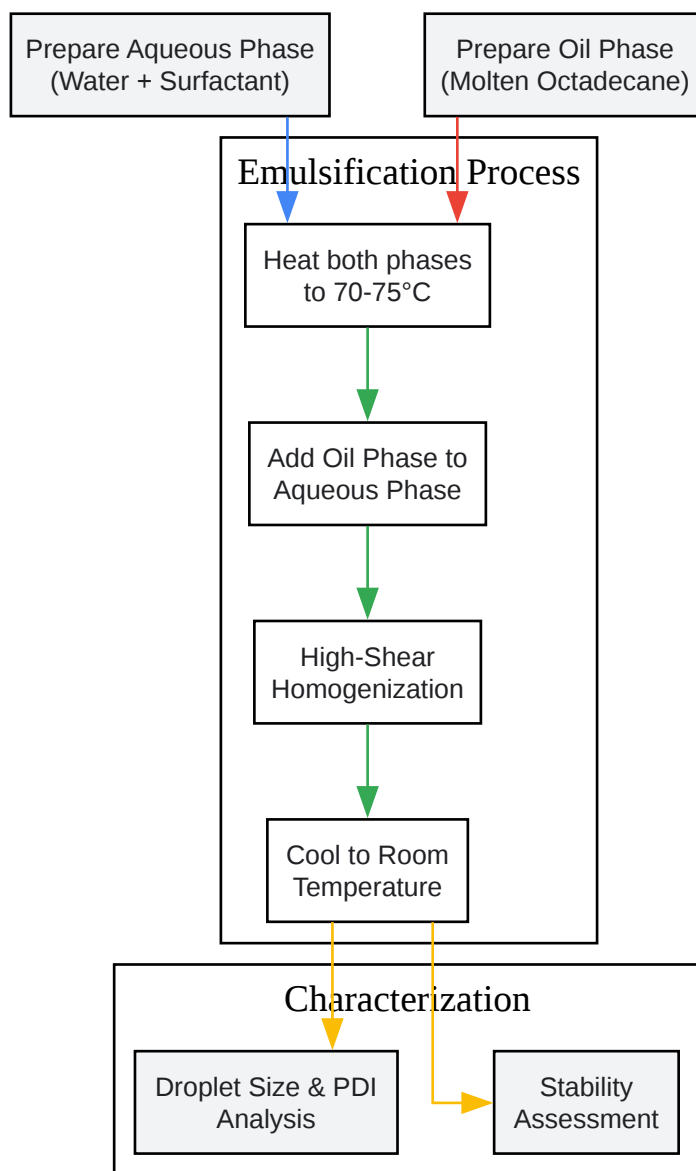 Prepare Aqueous Phase
(Water + Surfactant)
Prepare Oil Phase
(Molten Octadecane)
Emulsification Process
Heat both phases
to 70-75°C
Add Oil Phase to
Aqueous Phase
High-Shear
Homogenization
Cool to Room
Temperature
Characterization
Droplet Size & PDI
Analysis
Stability
Assessment